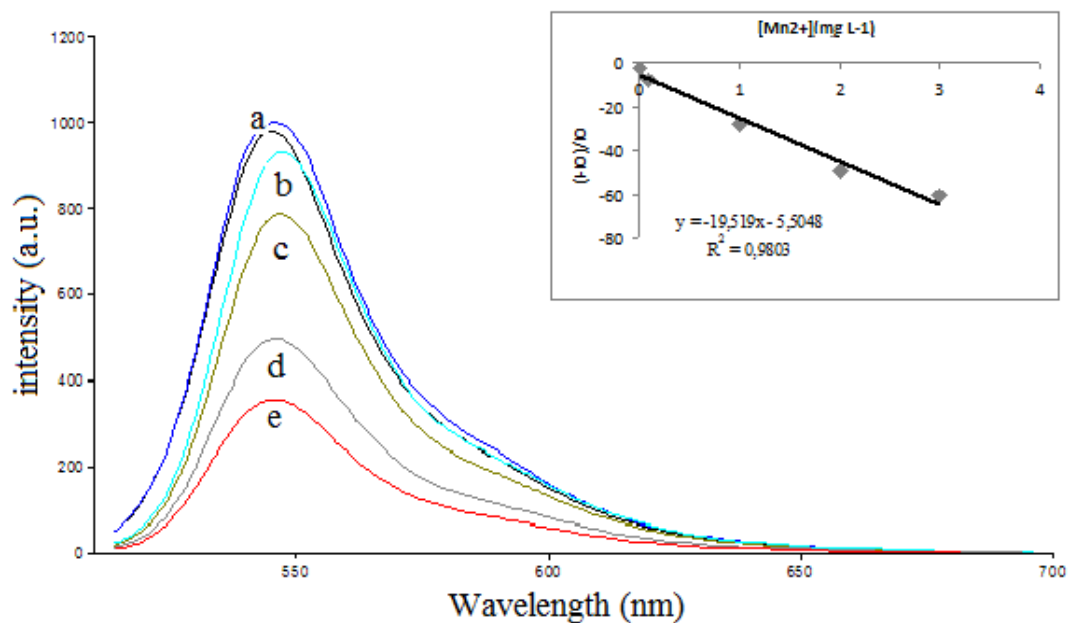 [Mn2+](mg L-1)
0
-20
-40
-60
-80
0
1
2
3
4
y = -19,519x - 5,5048
R² = 0,9803
intensity (a.u.)
1200
1000
800
600
400
200
0
a
b
c
d
e
550
600
650
700
Wavelength (nm)